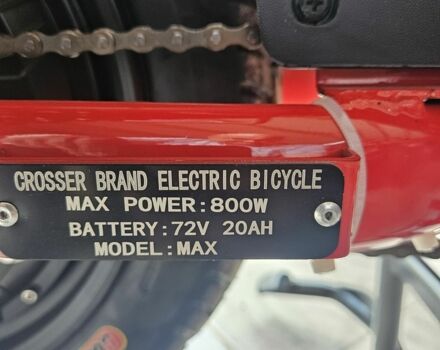 CROSSER BRAND ELECTRIC BICYCLE
MAX POWER:800W
BATTERY:72V 20AH
MODEL:MAX